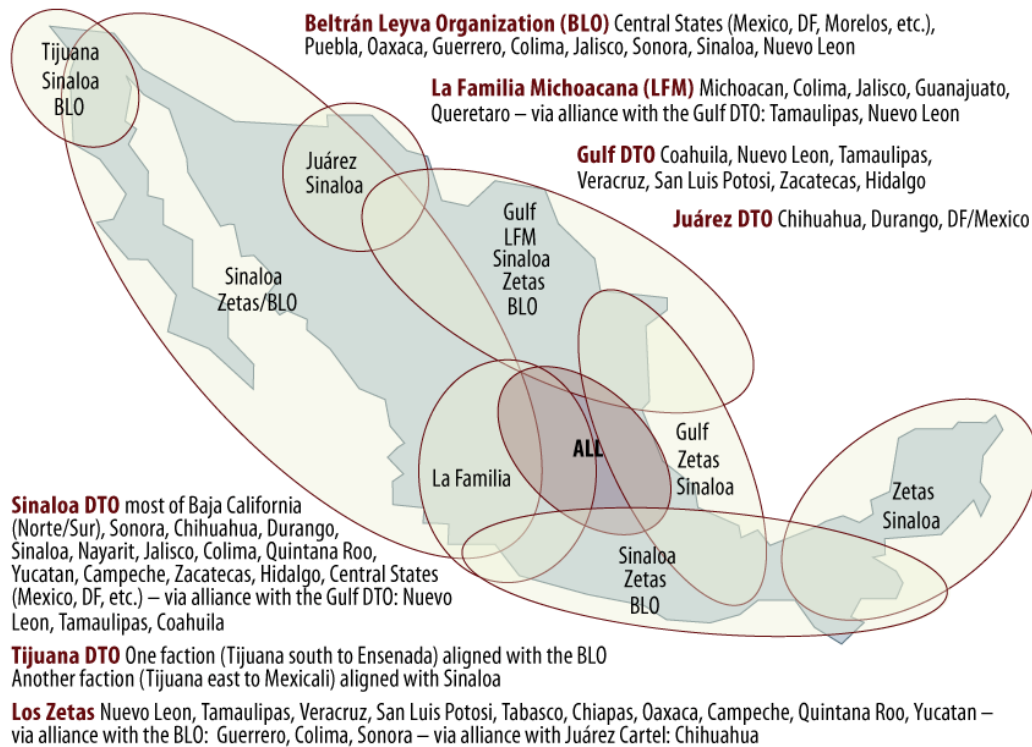 Beltrán Leyva Organization (BLO) Central States (Mexico, DF, Morelos, etc.),
Puebla, Oaxaca, Guerrero, Colima, Jalisco, Sonora, Sinaloa, Nuevo Leon
La Familia Michoacana (LFM) Michoacan, Colima, Jalisco, Guanajuato,
Queretaro – via alliance with the Gulf DTO: Tamaulipas, Nuevo Leon
Gulf DTO Coahuila, Nuevo Leon, Tamaulipas,
Veracruz, San Luis Potosi, Zacatecas, Hidalgo
Juárez DTO Chihuahua, Durango, DF/Mexico
Tijuana
Sinaloa
BLO
Juárez
Sinaloa
Gulf
LFM
Sinaloa
Zetas
BLO
Sinaloa
Zetas/BLO
ALL
La Familia
Gulf
Zetas
Sinaloa
Zetas
Sinaloa
Sinaloa
Zetas
BLO
Sinaloa DTO most of Baja California
(Norte/Sur), Sonora, Chihuahua, Durango,
Sinaloa, Nayarit, Jalisco, Colima, Quintana Roo,
Yucatan, Campeche, Zacatecas, Hidalgo, Central States
(Mexico, DF, etc.) – via alliance with the Gulf DTO: Nuevo
Leon, Tamaulipas, Coahuila
Tijuana DTO One faction (Tijuana south to Ensenada) aligned with the BLO
Another faction (Tijuana east to Mexicali) aligned with Sinaloa
Los Zetas Nuevo Leon, Tamaulipas, Veracruz, San Luis Potosi, Tabasco, Chiapas, Oaxaca, Campeche, Quintana Roo, Yucatan –
via alliance with the BLO: Guerrero, Colima, Sonora – via alliance with Juárez Cartel: Chihuahua